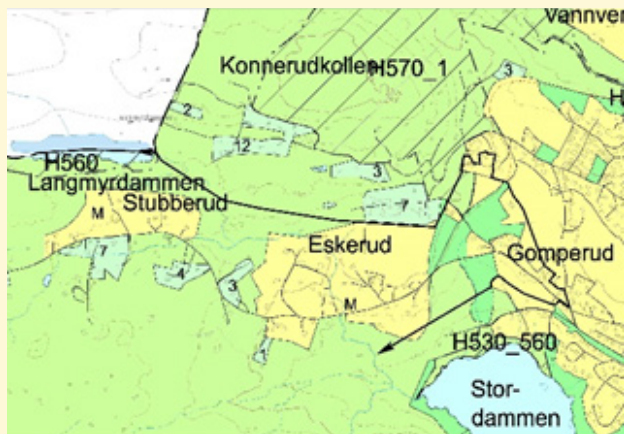 Vannver
Konnerudkollen
H570_1
3
2
12
H
3
H560
Langmyrdammen
Stubberud
7
M
Eskerud
Gomperud
7
4
3
M
H530_560
Stor-
dammen